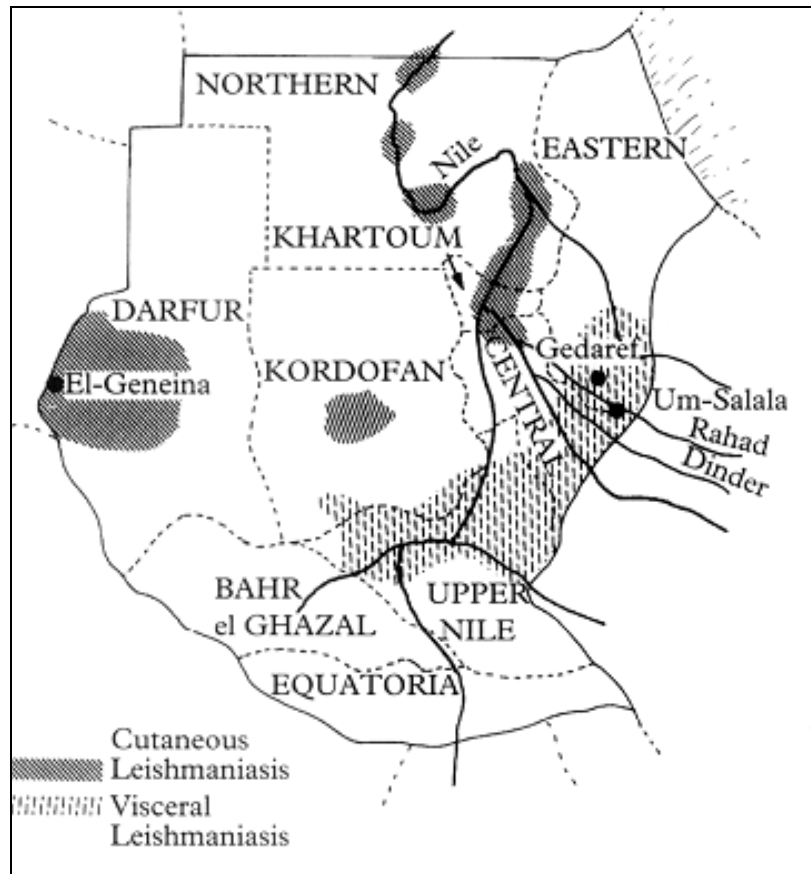 NORTHERN
Nile
EASTERN
KHARTOUM
DARFUR
El-Geneina
KORDOFAN
CENTRAL
Gedaref
Um-Salala
Rahad
Dinder
BAHR
el GHAZAL
UPPER
NILE
EQUATORIA
Cutaneous
Leishmaniasis
Visceral
Leishmaniasis